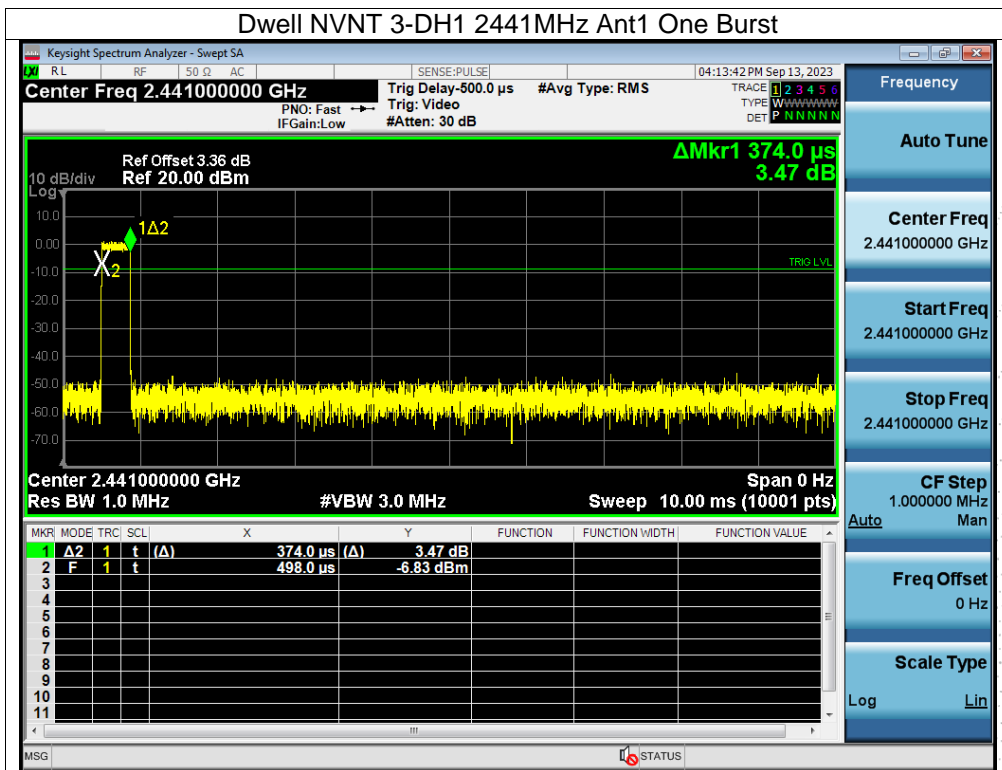 Dwell NVNT 3-DH1 2441MHz Ant1 One Burst
Keysight Spectrum Analyzer - Swept SA
LXI RL RF 50 Ω AC SENSE:PULSE 04:13:42 PM Sep 13, 2023
Center Freq 2.441000000 GHz Trig Delay-500.0 µs #Avg Type: RMS TRACE 1 2 3 4 5 6
PNO: Fast Trig: Video TYPE WWWWWW
IFGain:Low #Atten: 30 dB DET P N N N N N
Frequency
Auto Tune
Center Freq
2.441000000 GHz
Start Freq
2.441000000 GHz
Stop Freq
2.441000000 GHz
CF Step
1.000000 MHz
Auto Man
Freq Offset
0 Hz
Scale Type
Log Lin
ΔMkr1 374.0 µs
3.47 dB
Ref Offset 3.36 dB
10 dB/div Ref 20.00 dBm
Log
10.0
0.00
-10.0
-20.0
-30.0
-40.0
-50.0
-60.0
-70.0
1Δ2
2
TRIG LVL
Center 2.441000000 GHz Span 0 Hz
Res BW 1.0 MHz #VBW 3.0 MHz Sweep 10.00 ms (10001 pts)
MKR MODE TRC SCL X Y FUNCTION FUNCTION WIDTH FUNCTION VALUE
1 Δ2 1 t (Δ) 374.0 µs (Δ) 3.47 dB
2 F 1 t 498.0 µs -6.83 dBm
3
4
5
6
7
8
9
10
11
MSG STATUS